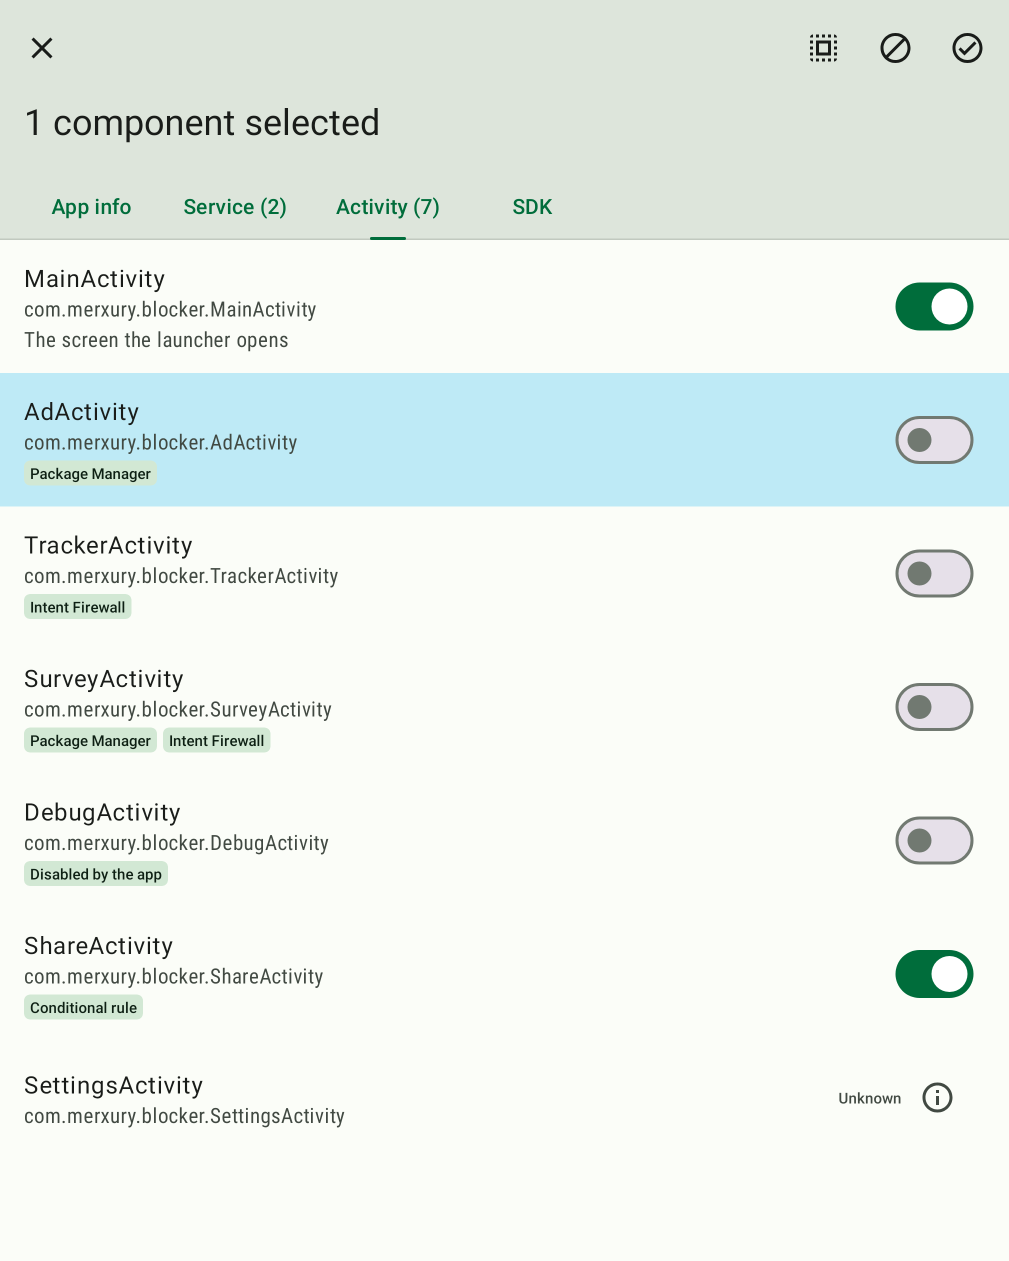 1 component selected
App info Service (2) Activity (7) SDK
MainActivity
com.merxury.blocker.MainActivity
The screen the launcher opens
AdActivity
com.merxury.blocker.AdActivity
Package Manager
TrackerActivity
com.merxury.blocker.TrackerActivity
Intent Firewall
SurveyActivity
com.merxury.blocker.SurveyActivity
Package Manager Intent Firewall
DebugActivity
com.merxury.blocker.DebugActivity
Disabled by the app
ShareActivity
com.merxury.blocker.ShareActivity
Conditional rule
SettingsActivity
com.merxury.blocker.SettingsActivity
Unknown